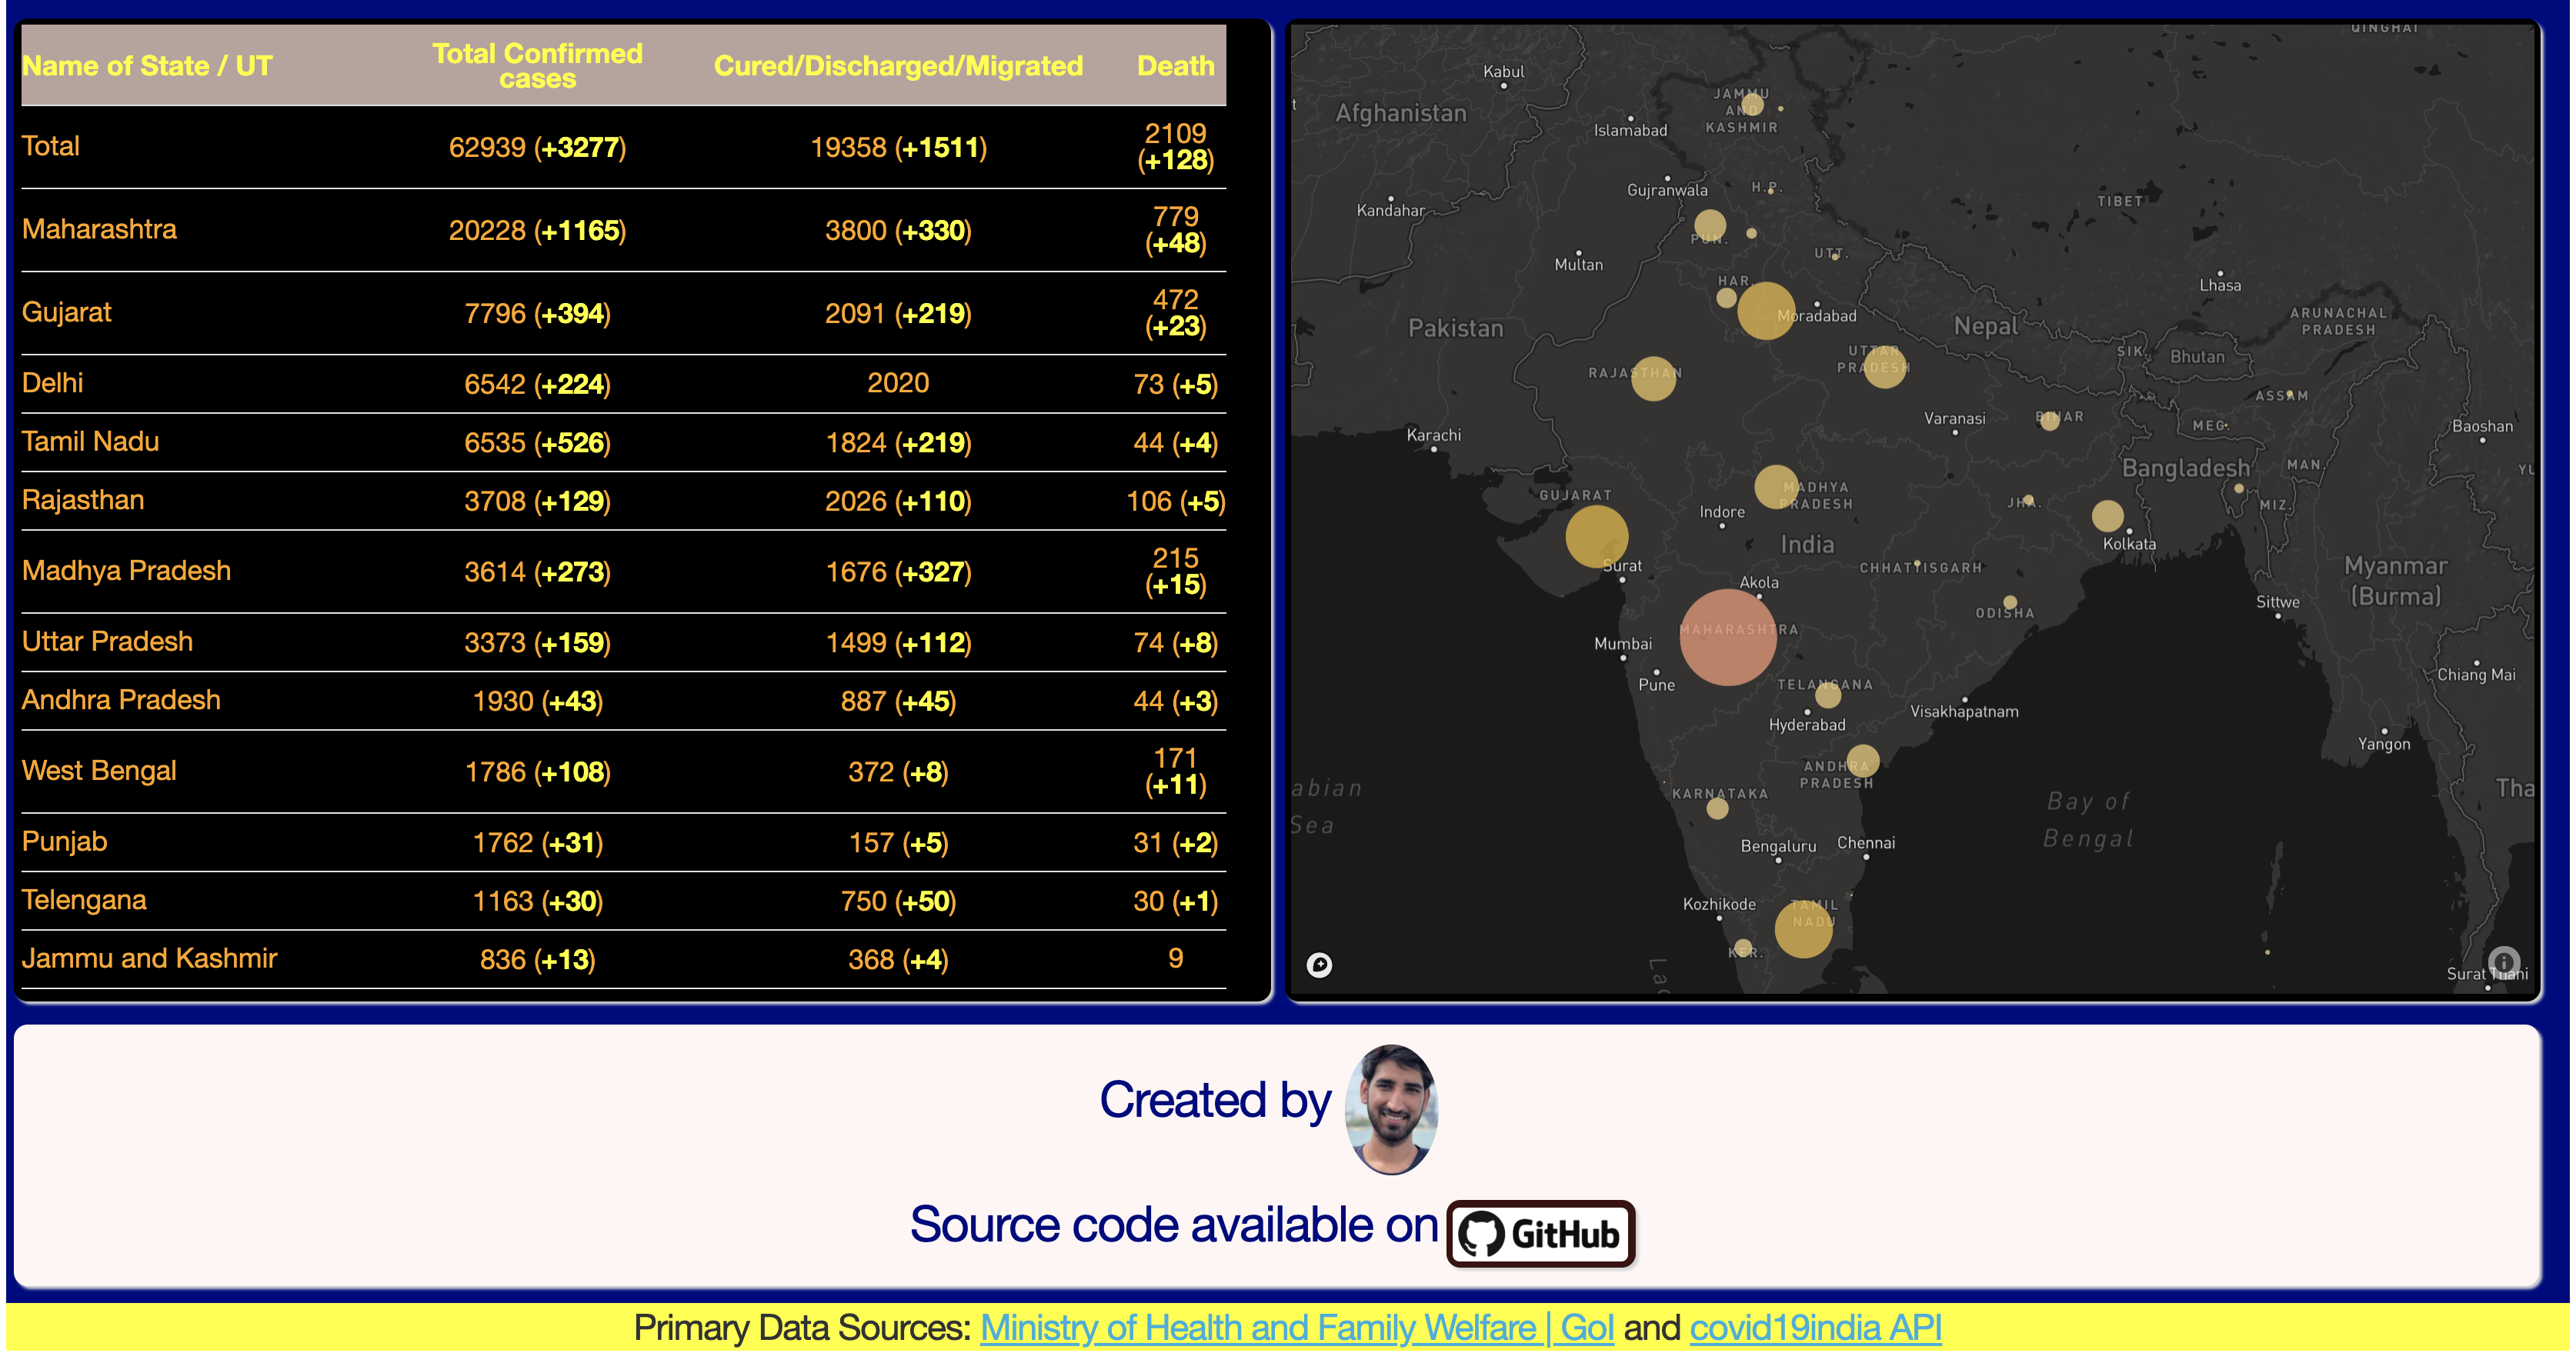 Name of State / UT
Total Confirmed
cases
Cured/Discharged/Migrated
Death
Total 62939 (+3277) 19358 (+1511) 2109
(+128)
Maharashtra 20228 (+1165) 3800 (+330) 779
(+48)
Gujarat 7796 (+394) 2091 (+219) 472
(+23)
Delhi 6542 (+224) 2020 73 (+5)
Tamil Nadu 6535 (+526) 1824 (+219) 44 (+4)
Rajasthan 3708 (+129) 2026 (+110) 106 (+5)
Madhya Pradesh 3614 (+273) 1676 (+327) 215
(+15)
Uttar Pradesh 3373 (+159) 1499 (+112) 74 (+8)
Andhra Pradesh 1930 (+43) 887 (+45) 44 (+3)
West Bengal 1786 (+108) 372 (+8) 171
(+11)
Punjab 1762 (+31) 157 (+5) 31 (+2)
Telengana 1163 (+30) 750 (+50) 30 (+1)
Jammu and Kashmir 836 (+13) 368 (+4) 9
QINGHAI
Kabul
Afghanistan
JAMMU
AND
KASHMIR
Islamabad
Gujranwala
H.P.
Kandahar
TIBET
PUN.
Multan
UTT.
HAR.
Lhasa
Moradabad
Pakistan
Nepal
ARUNACHAL
PRADESH
SIK.
Bhutan
UTTAR
PRADESH
RAJASTHAN
ASSAM
Varanasi
BIHAR
MEG.
Baoshan
Karachi
Bangladesh
MAN.
YU
GUJARAT
MADHYA
PRADESH
JHA.
MIZ.
Indore
India
Kolkata
Surat
CHHATTISGARH
Myanmar
(Burma)
Akola
Sittwe
ODISHA
MAHARASHTRA
Mumbai
Pune
Chiang Mai
TELANGANA
Hyderabad
Visakhapatnam
Yangon
ANDHRA
PRADESH
abian
Sea
Tha
KARNATAKA
Bay of
Bengal
Bengaluru
Chennai
Kozhikode
TAMIL
NADU
KER.
Lac
Surat Thani
Created by
Source code available on GitHub
Primary Data Sources: Ministry of Health and Family Welfare | GoI and covid19india API